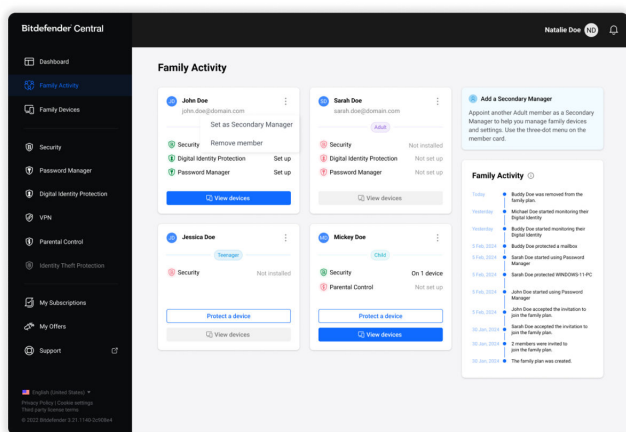 Bitdefender Central
Natalie Doe ND
Dashboard
Family Activity
Family Devices
Security
Password Manager
Digital Identity Protection
VPN
Parental Control
Identity Theft Protection
My Subscriptions
My Offers
Support
English (United States)
Privacy Policy | Cookie settings
Third party license terms
Family Activity
JD John Doe
john.doe@domain.com
Set as Secondary Manager
Remove member
Security
Digital Identity Protection Set up
Password Manager Set up
View devices
SD Sarah Doe
sarah.doe@domain.com
Adult
Security Not installed
Digital Identity Protection Not set up
Password Manager Not set up
View devices
JD Jessica Doe
Teenager
Security Not installed
Protect a device
View devices
MD Mickey Doe
Child
Security On 1 device
Parental Control Not set up
Protect a device
View devices
Add a Secondary Manager
Appoint another Adult member as a Secondary
Manager to help you manage family devices
and settings. Use the three-dot menu on the
member card.
Family Activity
Today Buddy Doe was removed from the
family plan.
Yesterday Michael Doe started monitoring their
Digital Identity
Yesterday Buddy Doe started monitoring their
Digital Identity
5 Feb, 2024 Buddy Doe protected a mailbox
5 Feb, 2024 Sarah Doe started using Password
Manager
5 Feb, 2024 Sarah Doe protected WINDOWS-11-PC
5 Feb, 2024 John Doe started using Password
Manager
5 Feb, 2024 John Doe accepted the invitation to
join the family plan.
30 Jan, 2024 Sarah Doe accepted the invitation to
join the family plan.
30 Jan, 2024 2 members were invited to
join the family plan.
30 Jan, 2024 The family plan was created.